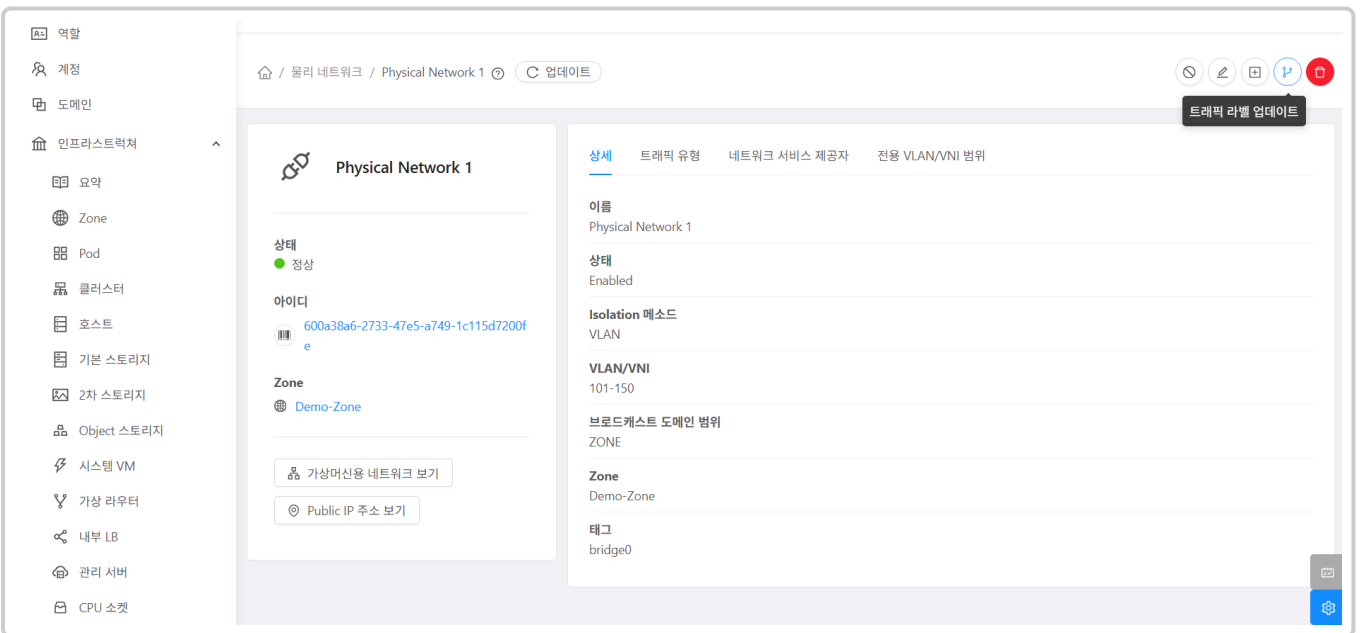 역할
계정
도메인
인프라스트럭쳐
요약
Zone
Pod
클러스터
호스트
기본 스토리지
2차 스토리지
Object 스토리지
시스템 VM
가상 라우터
내부 LB
관리 서버
CPU 소켓
/ 물리 네트워크 / Physical Network 1 업데이트
트래픽 라벨 업데이트
Physical Network 1
상태
정상
아이디
600a38a6-2733-47e5-a749-1c115d7200f
e
Zone
Demo-Zone
가상머신용 네트워크 보기
Public IP 주소 보기
상세 트래픽 유형 네트워크 서비스 제공자 전용 VLAN/VNI 범위
이름
Physical Network 1
상태
Enabled
Isolation 메소드
VLAN
VLAN/VNI
101-150
브로드캐스트 도메인 범위
ZONE
Zone
Demo-Zone
태그
bridge0